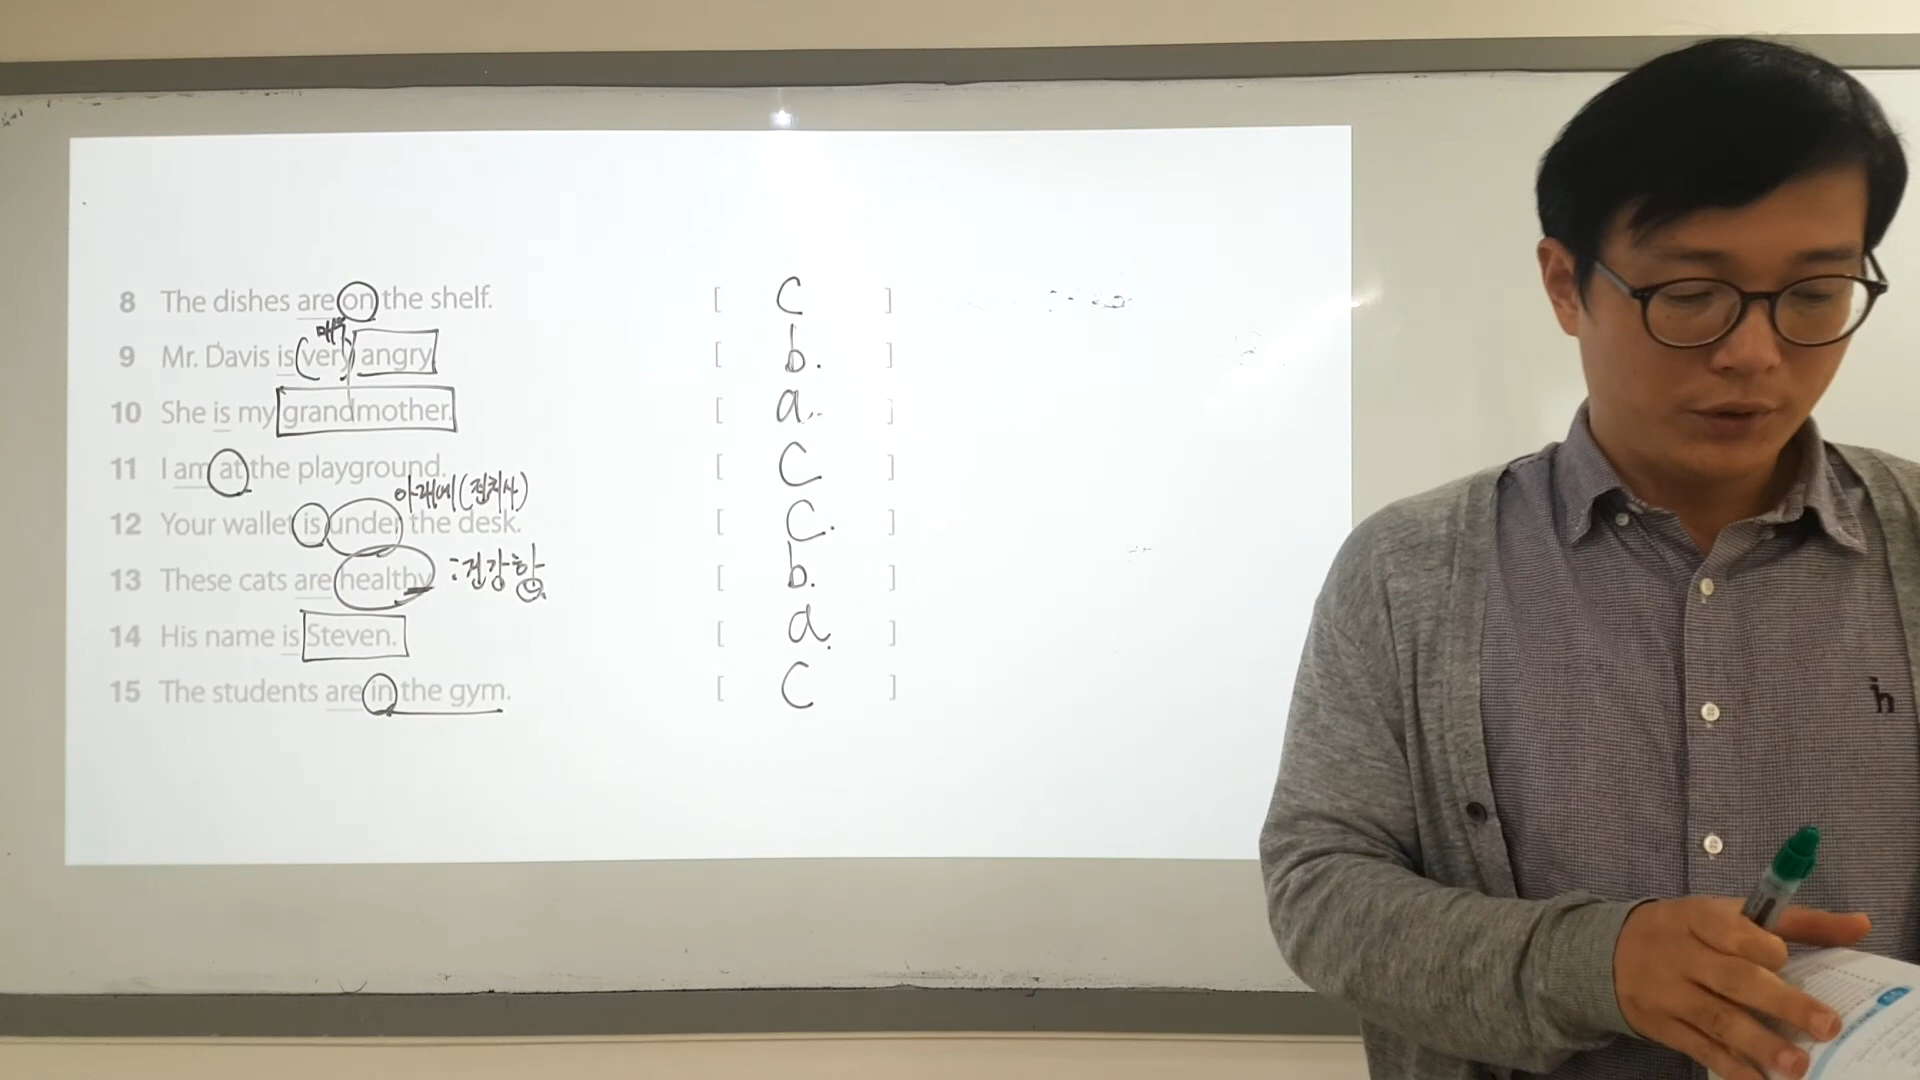 8 The dishes are on the shelf. [ C ]
매우
9 Mr. Davis is (very) angry [ b. ]
10 She is my grandmother. [ a. ]
11 I am at the playground. [ C ]
아래에(전치사)
12 Your wallet is under the desk. [ C. ]
13 These cats are healthy :건강한 [ b. ]
14 His name is Steven. [ a. ]
15 The students are in the gym. [ C ]